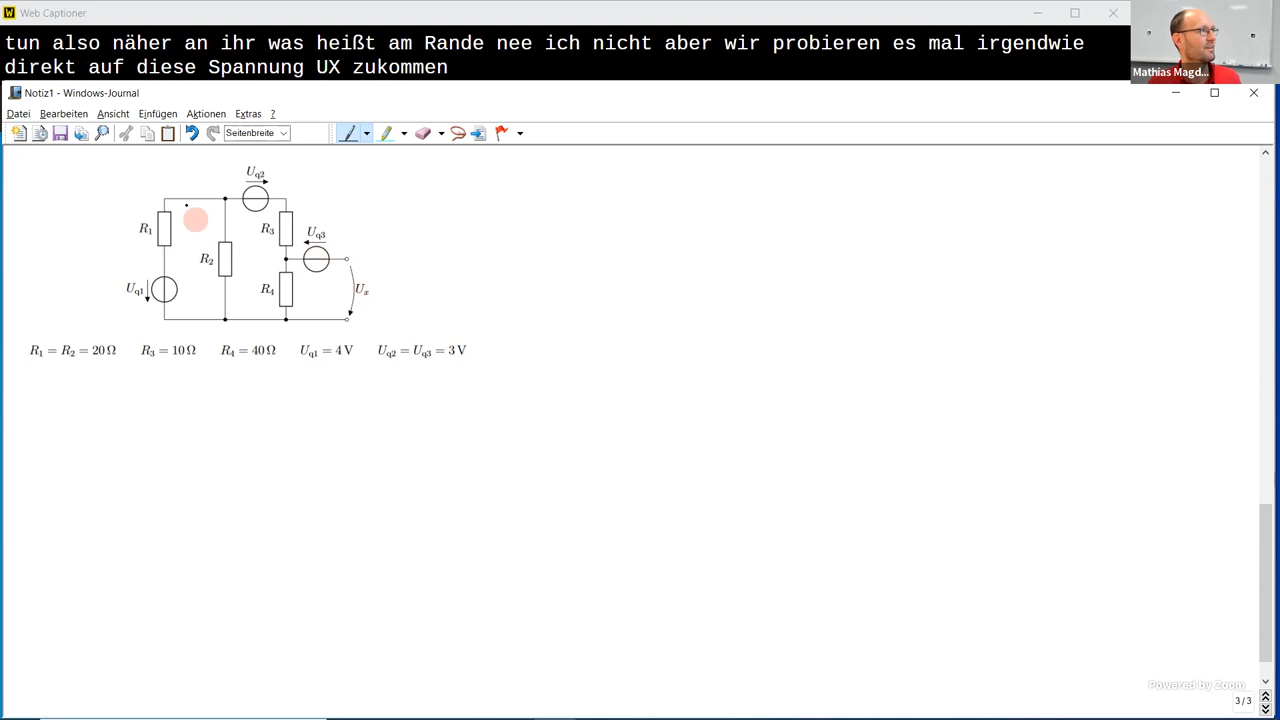 Web Captioner
tun also näher an ihr was heißt am Rande nee ich nicht aber wir probieren es mal irgendwie
direkt auf diese Spannung UX zukommen
Mathias Magd...
Notiz1 - Windows-Journal
Datei Bearbeiten Ansicht Einfügen Aktionen Extras ?
Seitenbreite
Uq2
R1
R3
Uq3
R2
Uq1
R4
Ux
R1 = R2 = 20 Ω R3 = 10 Ω R4 = 40 Ω Uq1 = 4 V Uq2 = Uq3 = 3 V
Powered by Zoom
3/3